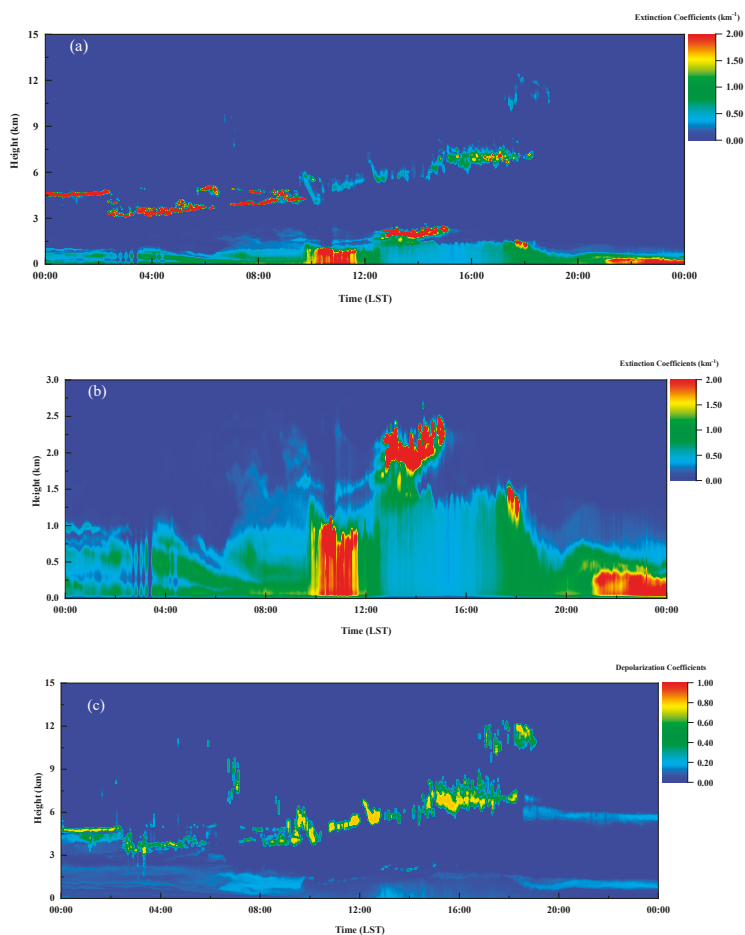 Extinction Coefficients (km⁻¹)
(a)
15
12
9
6
3
0
Height (km)
2.00
1.50
1.00
0.50
0.00
00:00 04:00 08:00 12:00 16:00 20:00 00:00
Time (LST)
Extinction Coefficients (km⁻¹)
(b)
3.0
2.5
2.0
1.5
1.0
0.5
0.0
Height (km)
2.00
1.50
1.00
0.50
0.00
00:00 04:00 08:00 12:00 16:00 20:00 00:00
Time (LST)
Depolarization Coefficients
(c)
15
12
9
6
3
0
Height (km)
1.00
0.80
0.60
0.40
0.20
0.00
00:00 04:00 08:00 12:00 16:00 20:00 00:00
Time (LST)